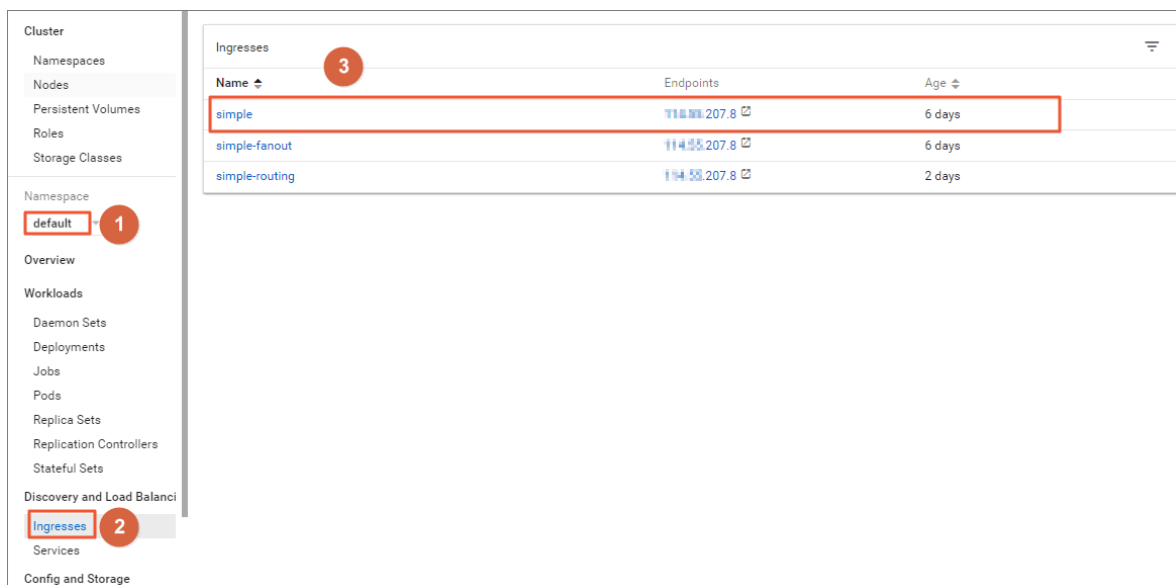 Cluster
Namespaces
Nodes
Persistent Volumes
Roles
Storage Classes
Namespace
default
1
Overview
Workloads
Daemon Sets
Deployments
Jobs
Pods
Replica Sets
Replication Controllers
Stateful Sets
Discovery and Load Balanci
Ingresses
2
Services
Config and Storage
Ingresses
3
Name Endpoints Age
simple .207.8 6 days
simple-fanout .207.8 6 days
simple-routing .207.8 2 days